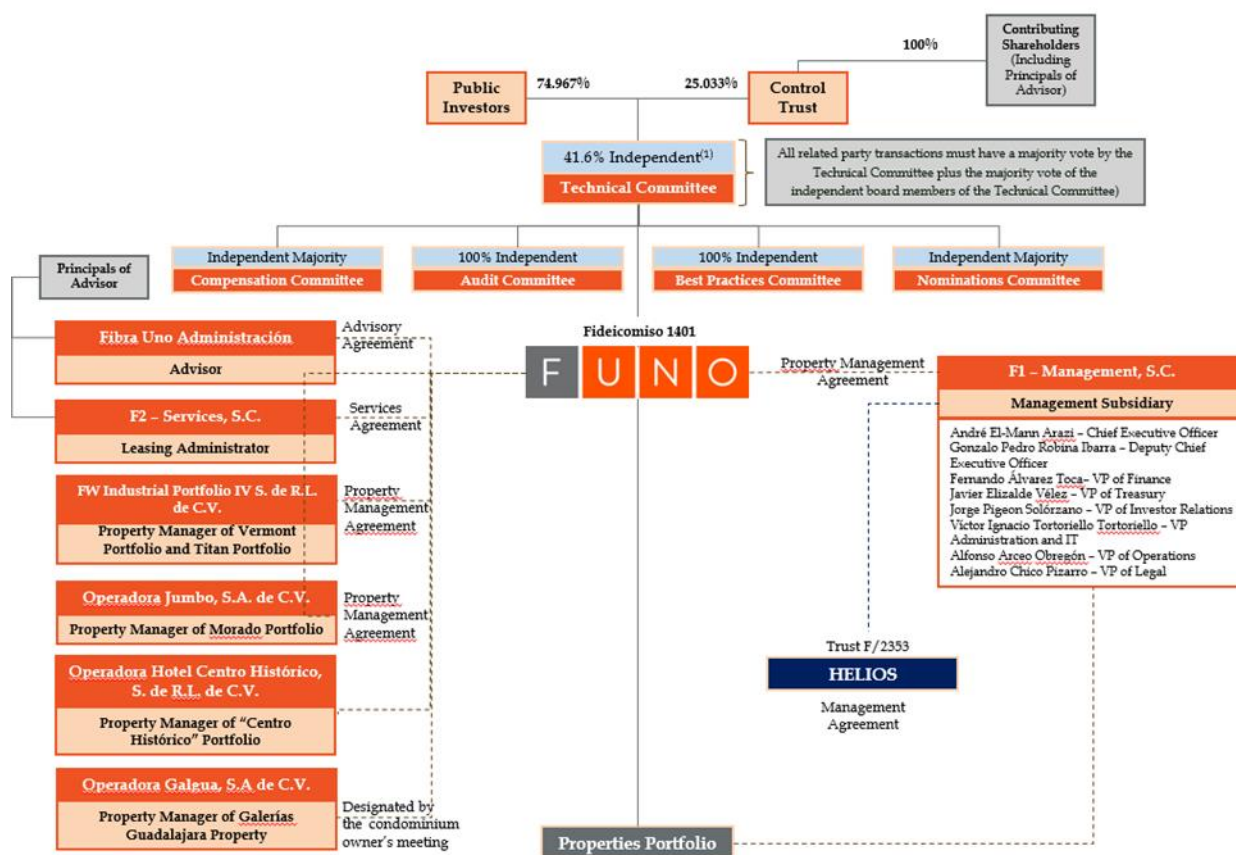 100%
Contributing
Shareholders
(Including
Principals of
Advisor)
Public
Investors
74.967%
25.033%
Control
Trust
41.6% Independent(1)
Technical Committee
All related party transactions must have a majority vote by the
Technical Committee plus the majority vote of the
independent board members of the Technical Committee)
Independent Majority
Compensation Committee
100% Independent
Audit Committee
100% Independent
Best Practices Committee
Independent Majority
Nominations Committee
Principals of
Advisor
Fibra Uno Administración
Advisor
Advisory
Agreement
F2 – Services, S.C.
Leasing Administrator
Services
Agreement
FW Industrial Portfolio IV S. de R.L.
de C.V.
Property Manager of Vermont
Portfolio and Titan Portfolio
Property
Management
Agreement
Operadora Jumbo, S.A. de C.V.
Property Manager of Morado Portfolio
Property
Management
Agreement
Operadora Hotel Centro Histórico,
S. de R.L. de C.V.
Property Manager of “Centro
Histórico” Portfolio
Operadora Galgua, S.A de C.V.
Property Manager of Galerías
Guadalajara Property
Designated by
the condominium
owner’s meeting
Fideicomiso 1401
FUNO
Property Management
Agreement
F1 – Management, S.C.
Management Subsidiary
André El-Mann Arazi – Chief Executive Officer
Gonzalo Pedro Robina Ibarra – Deputy Chief
Executive Officer
Fernando Álvarez Toca– VP of Finance
Javier Elizalde Vélez – VP of Treasury
Jorge Pigeon Solórzano – VP of Investor Relations
Víctor Ignacio Tortoriello Tortoriello – VP
Administration and IT
Alfonso Arceo Obregón – VP of Operations
Alejandro Chico Pizarro – VP of Legal
Trust F/2353
HELIOS
Management
Agreement
Properties Portfolio